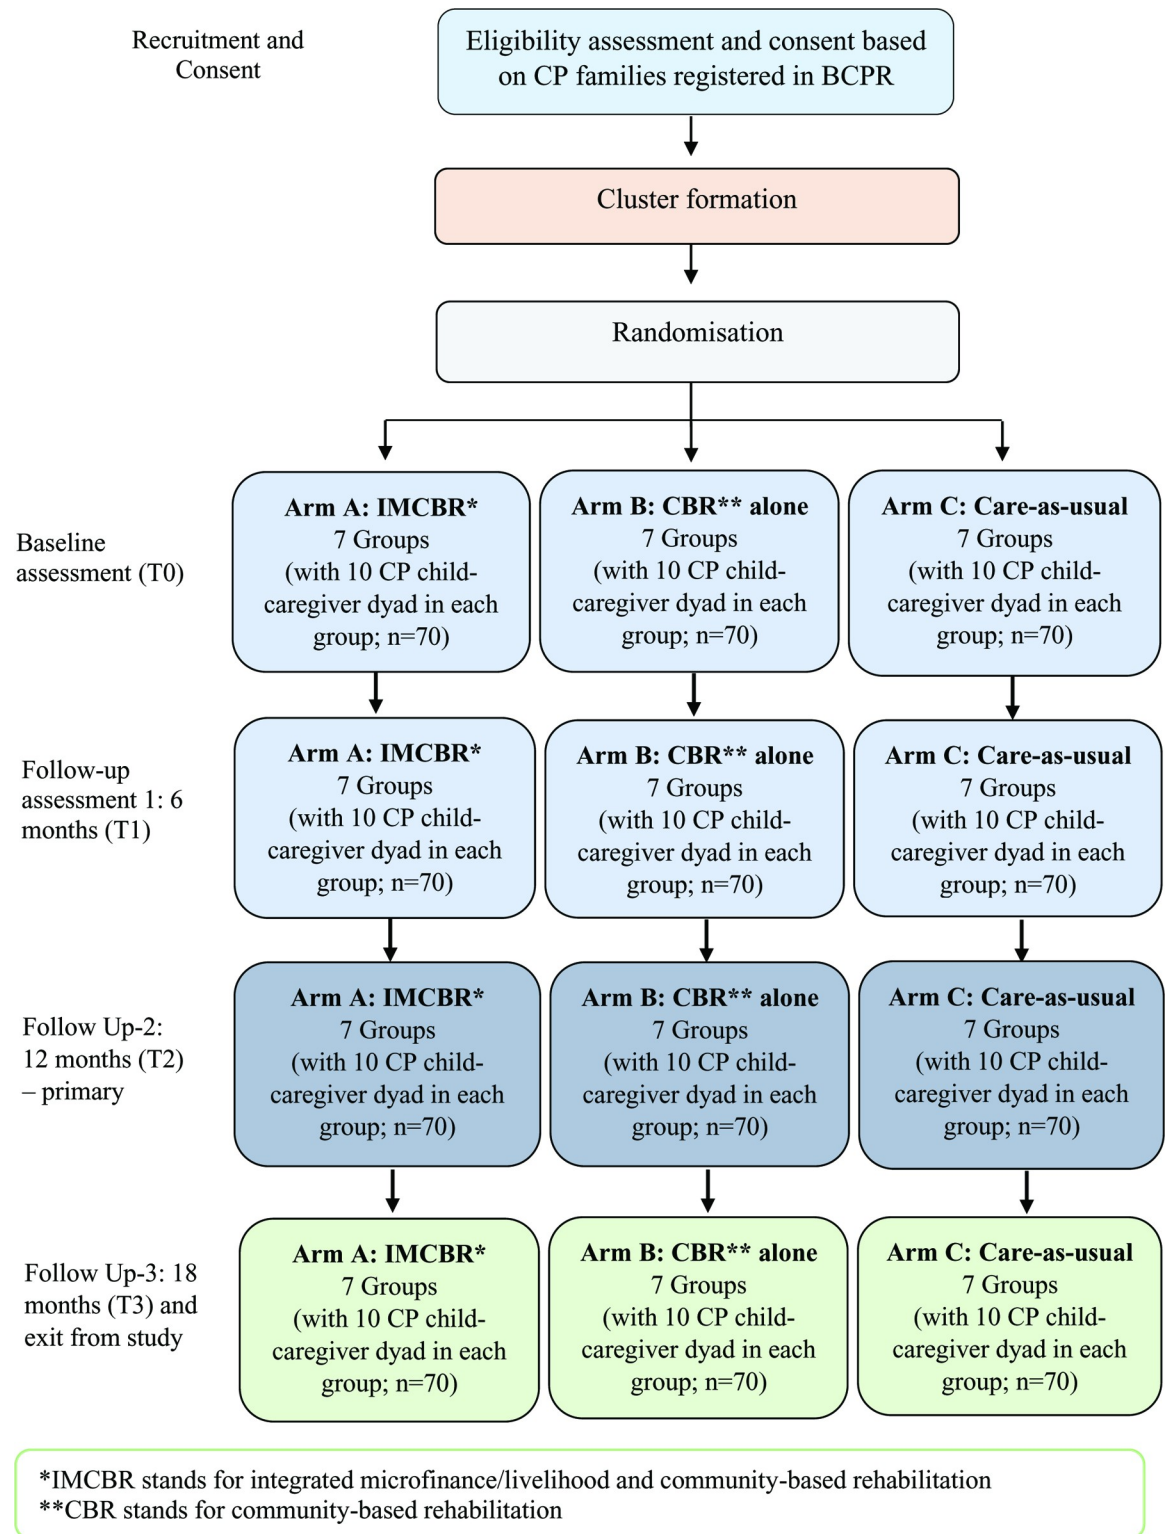 Recruitment and
Consent
Eligibility assessment and consent based
on CP families registered in BCPR
Cluster formation
Randomisation
Baseline
assessment (T0)
Arm A: IMCBR*
7 Groups
(with 10 CP child-
caregiver dyad in each
group; n=70)
Arm B: CBR** alone
7 Groups
(with 10 CP child-
caregiver dyad in each
group; n=70)
Arm C: Care-as-usual
7 Groups
(with 10 CP child-
caregiver dyad in each
group; n=70)
Follow-up
assessment 1: 6
months (T1)
Arm A: IMCBR*
7 Groups
(with 10 CP child-
caregiver dyad in each
group; n=70)
Arm B: CBR** alone
7 Groups
(with 10 CP child-
caregiver dyad in each
group; n=70)
Arm C: Care-as-usual
7 Groups
(with 10 CP child-
caregiver dyad in each
group; n=70)
Follow Up-2:
12 months (T2)
– primary
Arm A: IMCBR*
7 Groups
(with 10 CP child-
caregiver dyad in each
group; n=70)
Arm B: CBR** alone
7 Groups
(with 10 CP child-
caregiver dyad in each
group; n=70)
Arm C: Care-as-usual
7 Groups
(with 10 CP child-
caregiver dyad in each
group; n=70)
Follow Up-3: 18
months (T3) and
exit from study
Arm A: IMCBR*
7 Groups
(with 10 CP child-
caregiver dyad in each
group; n=70)
Arm B: CBR** alone
7 Groups
(with 10 CP child-
caregiver dyad in each
group; n=70)
Arm C: Care-as-usual
7 Groups
(with 10 CP child-
caregiver dyad in each
group; n=70)
*IMCBR stands for integrated microfinance/livelihood and community-based rehabilitation
**CBR stands for community-based rehabilitation